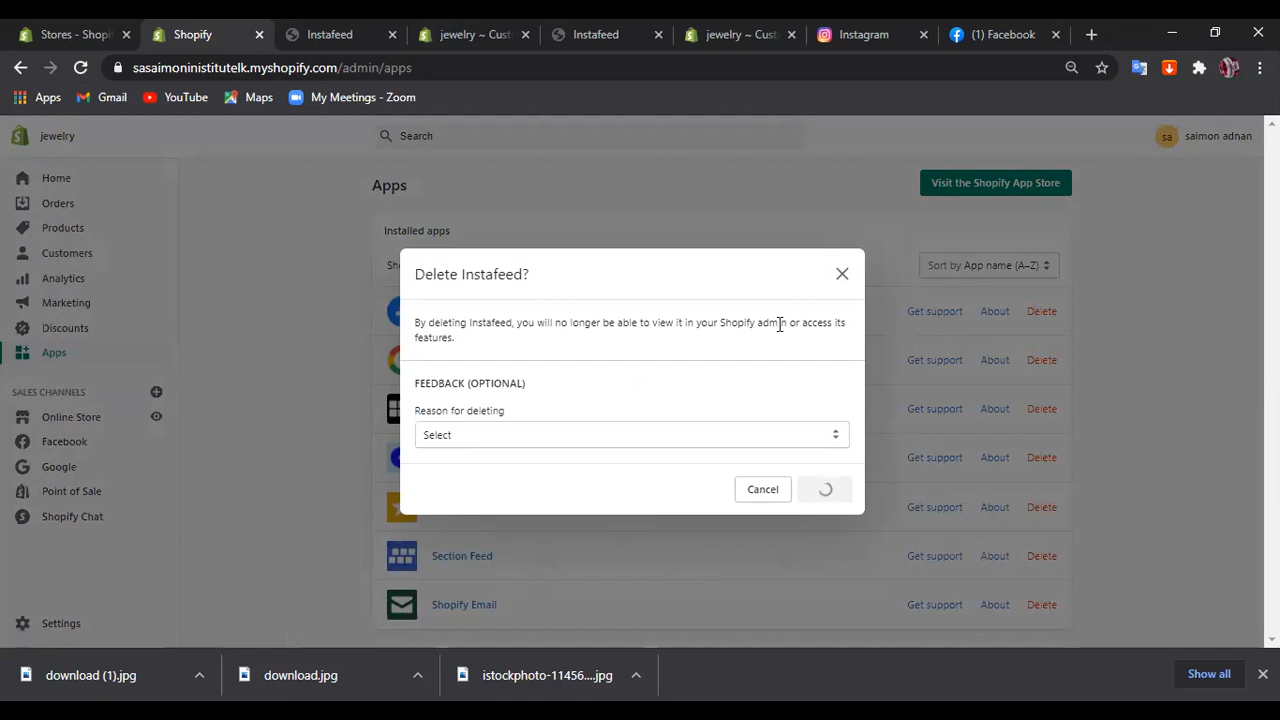 Stores - Shopi
Shopify
Instafeed
jewelry ~ Cust
Instafeed
jewelry ~ Cust
Instagram
(1) Facebook
sasaimoninistitutelk.myshopify.com/admin/apps
Apps
Gmail
YouTube
Maps
My Meetings - Zoom
jewelry
Search
sa
saimon adnan
Home
Orders
Products
Customers
Analytics
Marketing
Discounts
Apps
SALES CHANNELS
Online Store
Facebook
Google
Point of Sale
Shopify Chat
Settings
Apps
Visit the Shopify App Store
Installed apps
Sort by App name (A–Z)
Get support About Delete
Get support About Delete
Get support About Delete
Get support About Delete
Get support About Delete
Section Feed Get support About Delete
Shopify Email Get support About Delete
Delete Instafeed?
By deleting Instafeed, you will no longer be able to view it in your Shopify admin or access its
features.
FEEDBACK (OPTIONAL)
Reason for deleting
Select
Cancel
download (1).jpg
download.jpg
istockphoto-11456....jpg
Show all